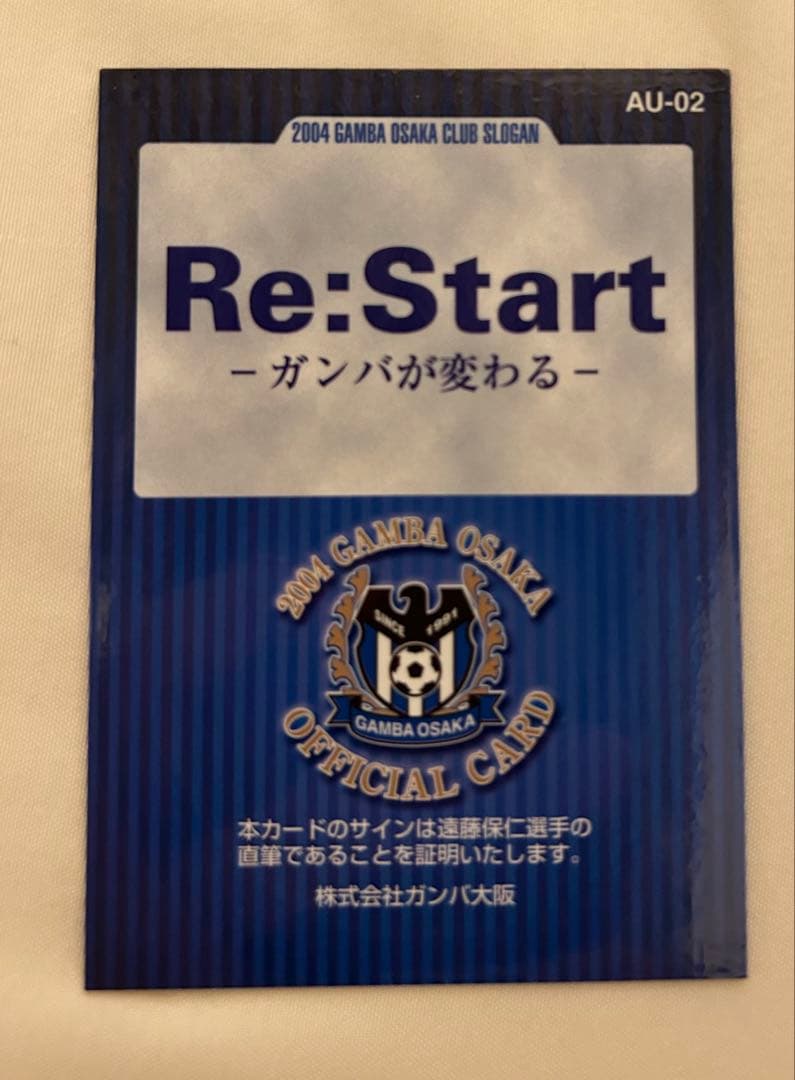 AU-02
2004 GAMBA OSAKA CLUB SLOGAN
Re:Start
－ガンバが変わる－
2004 GAMBA OSAKA
SINCE 1991
GAMBA OSAKA
OFFICIAL CARD
本カードのサインは遠藤保仁選手の
直筆であることを証明いたします。
株式会社ガンバ大阪